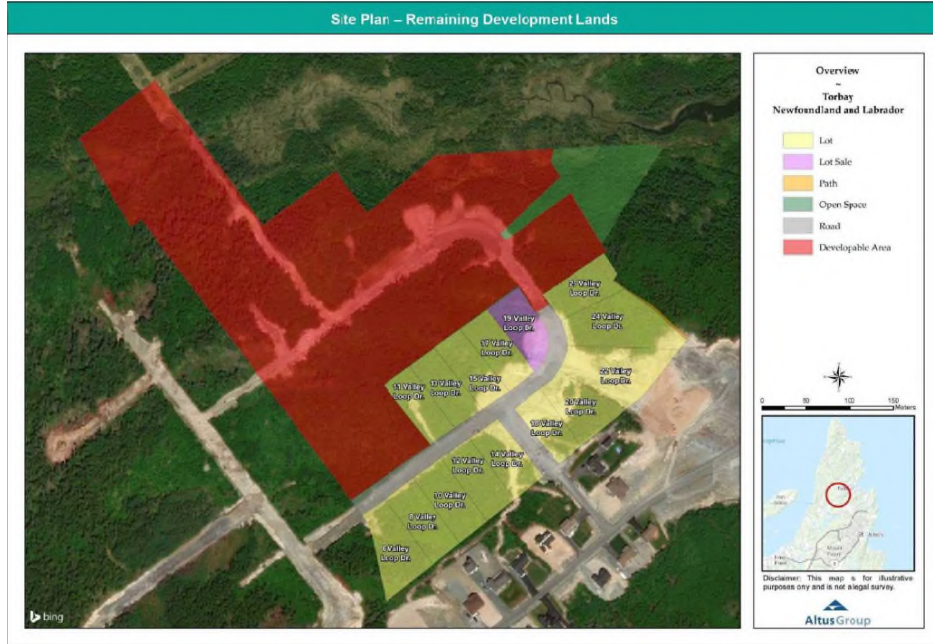 Site Plan – Remaining Development Lands
Overview
~
Torbay
Newfoundland and Labrador
Lot
Lot Sale
Path
Open Space
Road
Developable Area
0 50 100 150
Meters
Valley
Loop Dr.
24 Valley
Loop Dr.
19 Valley
Loop Dr.
17 Valley
Loop Dr.
22 Valley
Loop Dr.
15 Valley
Loop Dr.
13 Valley
Loop Dr.
11 Valley
Loop Dr.
20 Valley
Loop Dr.
18 Valley
Loop Dr.
14 Valley
Loop Dr.
12 Valley
Loop Dr.
10 Valley
Loop Dr.
8 Valley
Loop Dr.
6 Valley
Loop Dr.
bing
Disclaimer: This map is for illustrative
purposes only and is not a legal survey.
AltusGroup